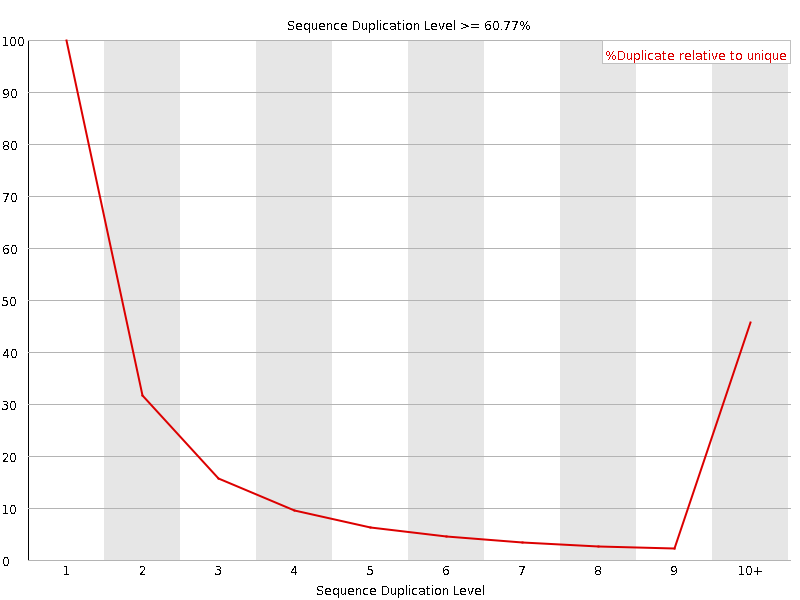 Sequence Duplication Level >= 60.77%
%Duplicate relative to unique
100
90
80
70
60
50
40
30
20
10
0
1 2 3 4 5 6 7 8 9 10+
Sequence Duplication Level